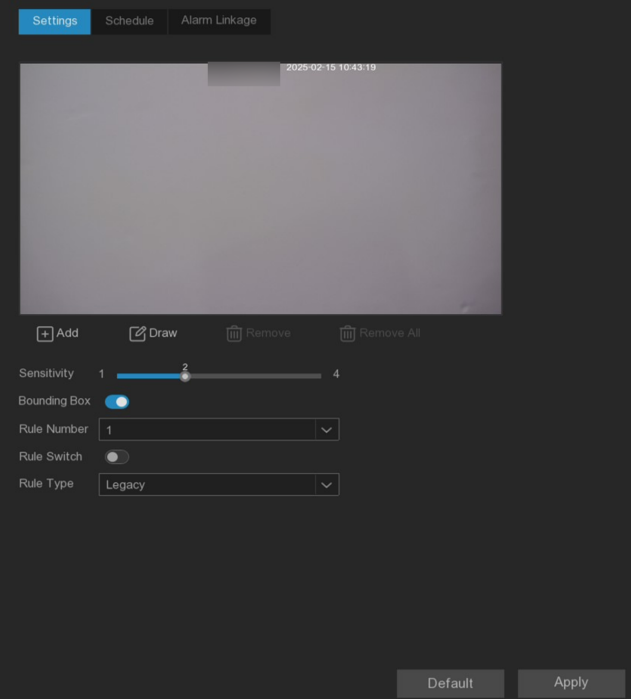 Settings Schedule Alarm Linkage
2025-02-15 10:43:19
Add Draw Remove Remove All
Sensitivity 1 2 4
Bounding Box
Rule Number 1
Rule Switch
Rule Type Legacy
Default Apply